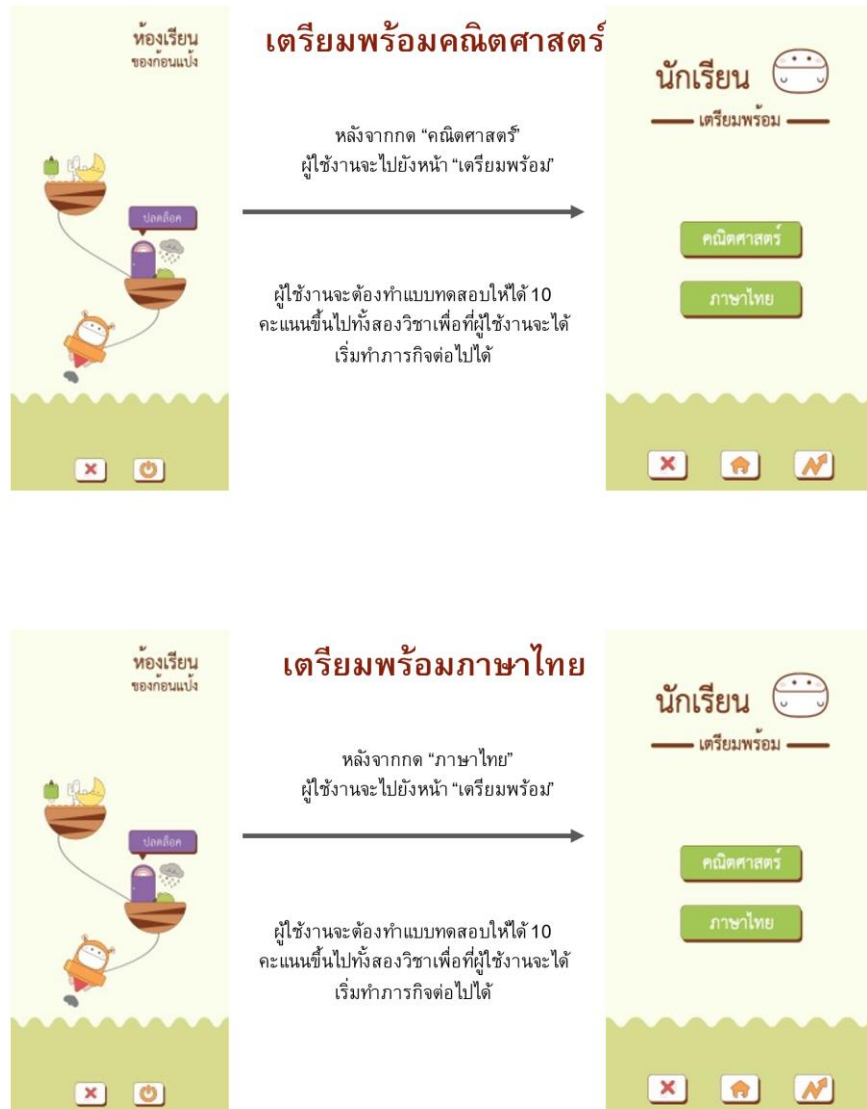 ห้องเรียน
ของก้อนแป้ง
เตรียมพร้อมคณิตศาสตร์
หลังจากกด “คณิตศาสตร์”
ผู้ใช้งานจะไปยังหน้า “เตรียมพร้อม”
ผู้ใช้งานจะต้องทำแบบทดสอบให้ได้ 10
คะแนนขึ้นไปทั้งสองวิชาเพื่อที่ผู้ใช้งานจะได้
เริ่มทำภารกิจต่อไปได้
ปลดล็อค
นักเรียน
เตรียมพร้อม
คณิตศาสตร์
ภาษาไทย
ห้องเรียน
ของก้อนแป้ง
เตรียมพร้อมภาษาไทย
หลังจากกด “ภาษาไทย”
ผู้ใช้งานจะไปยังหน้า “เตรียมพร้อม”
ผู้ใช้งานจะต้องทำแบบทดสอบให้ได้ 10
คะแนนขึ้นไปทั้งสองวิชาเพื่อที่ผู้ใช้งานจะได้
เริ่มทำภารกิจต่อไปได้
ปลดล็อค
นักเรียน
เตรียมพร้อม
คณิตศาสตร์
ภาษาไทย